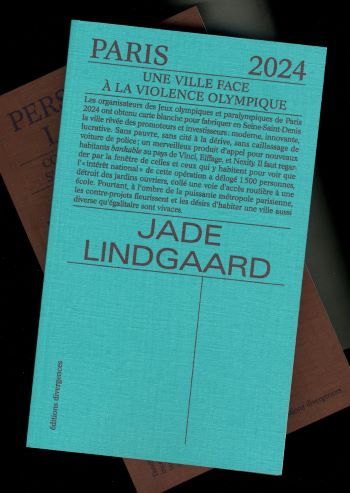 PARIS 2024
UNE VILLE FACE
À LA VIOLENCE OLYMPIQUE
Les organisateurs des Jeux olympiques et paralympiques de Paris
2024 ont obtenu carte blanche pour fabriquer en Seine-Saint-Denis
la ville rêvée des promoteurs et investisseurs : moderne, innovante,
lucrative. Sans pauvres, sans cité à la dérive, sans caillassage de
voiture de police ; un merveilleux produit d'appel pour nouveaux
habitants bankable au pays de Vinci, Eiffage, et Nexity. Il faut regar-
der par la fenêtre de celles et ceux qui y habitent pour voir que
l'« intérêt national » de cette opération a délogé 1 500 personnes,
détruit des jardins ouvriers, collé une voie d'accès routière à une
école. Pourtant, à l'ombre de la puissante métropole parisienne,
les contre-projets fleurissent et les désirs d'habiter une ville aussi
diverse qu'égalitaire sont vivaces.
JADE
LINDGAARD
éditions divergences
PERS